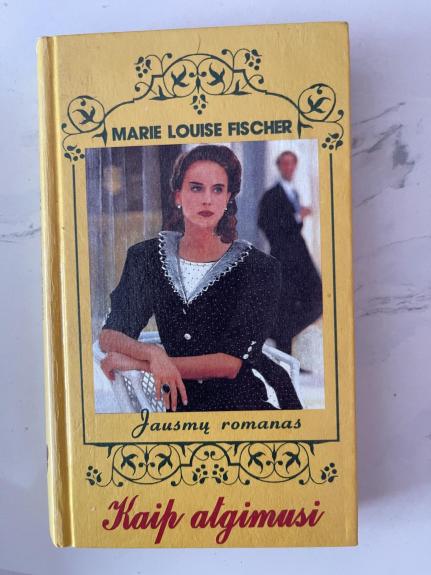 MARIE LOUISE FISCHER
Jausmų romanas
Kaip atgimusi